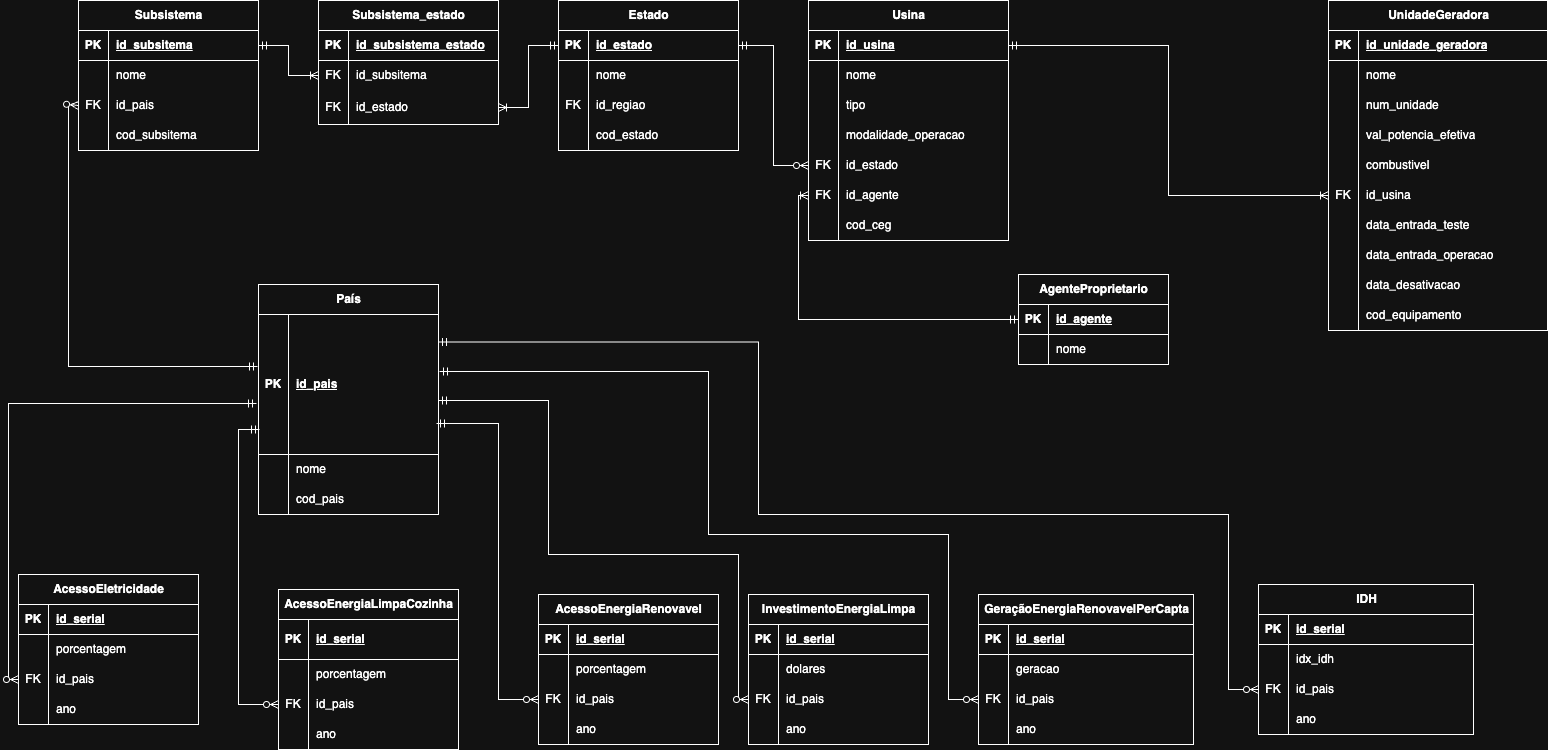 Subsistema
PK id_subsitema
nome
FK id_pais
cod_subsitema
Subsistema_estado
PK id_subsistema_estado
FK id_subsitema
FK id_estado
Estado
PK id_estado
nome
FK id_regiao
cod_estado
Usina
PK id_usina
nome
tipo
modalidade_operacao
FK id_estado
FK id_agente
cod_ceg
UnidadeGeradora
PK id_unidade_geradora
nome
num_unidade
val_potencia_efetiva
combustivel
FK id_usina
data_entrada_teste
data_entrada_operacao
data_desativacao
cod_equipamento
AgenteProprietario
PK id_agente
nome
País
PK id_pais
nome
cod_pais
AcessoEletricidade
PK id_serial
porcentagem
FK id_pais
ano
AcessoEnergiaLimpaCozinha
PK id_serial
porcentagem
FK id_pais
ano
AcessoEnergiaRenovavel
PK id_serial
porcentagem
FK id_pais
ano
InvestimentoEnergiaLimpa
PK id_serial
dolares
FK id_pais
ano
GeraçãoEnergiaRenovavelPerCapta
PK id_serial
geracao
FK id_pais
ano
IDH
PK id_serial
idx_idh
FK id_pais
ano